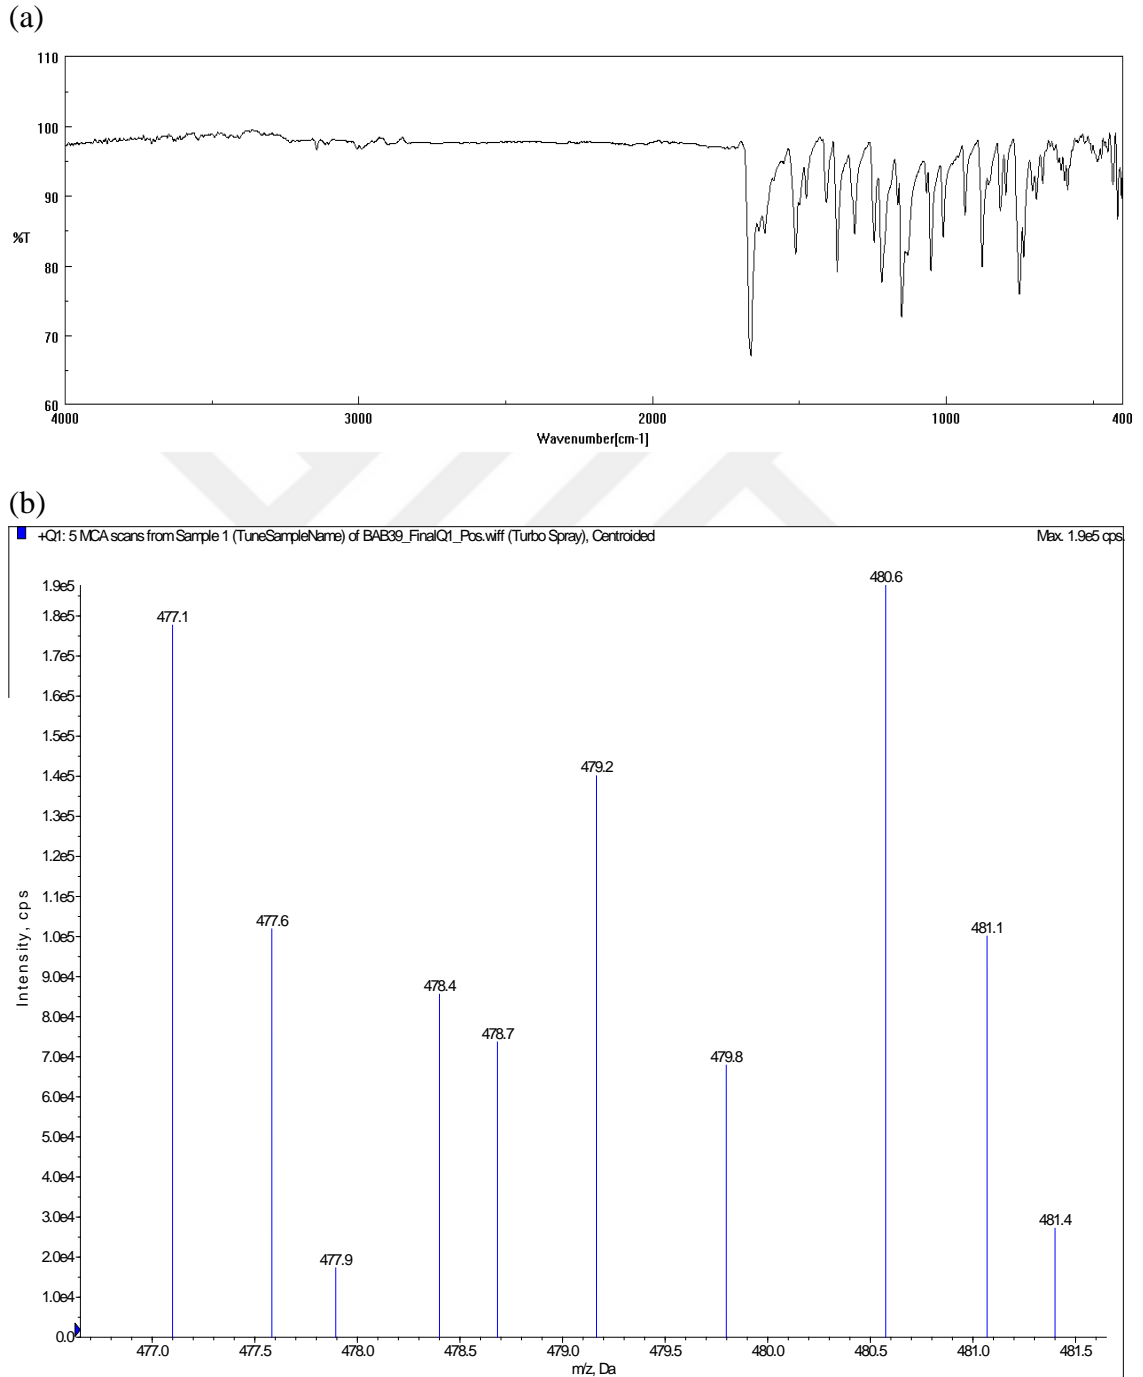 (a)
110
100
90
%T
80
70
60
4000
3000
2000
1000
400
Wavenumber[cm-1]
(b)
+Q1: 5 MCA scans from Sample 1 (TuneSampleName) of BAB39_FinalQ1_Pos.wiff (Turbo Spray), Centroided
Max. 1.9e5 cps.
1.9e5
1.8e5
1.7e5
1.6e5
1.5e5
1.4e5
1.3e5
1.2e5
1.1e5
1.0e5
9.0e4
8.0e4
7.0e4
6.0e4
5.0e4
4.0e4
3.0e4
2.0e4
1.0e4
0.0
Intensity, cps
477.1
477.6
477.9
478.4
478.7
479.2
479.8
480.6
481.1
481.4
477.0
477.5
478.0
478.5
479.0
479.5
480.0
480.5
481.0
481.5
m/z, Da